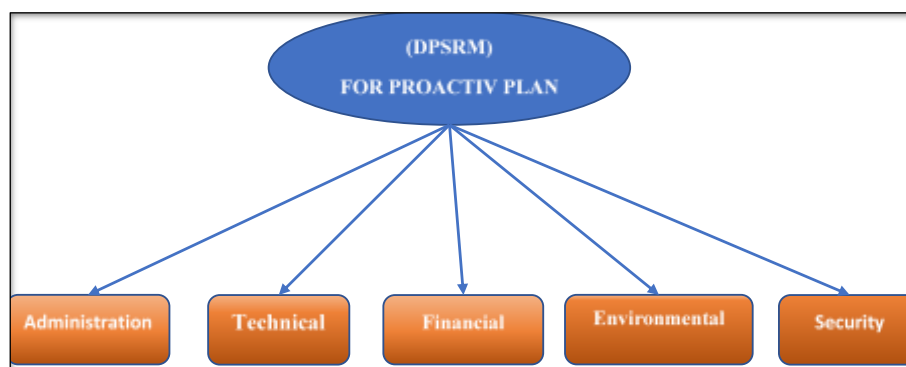 (DPSRM)
FOR PROACTIV PLAN
Administration
Technical
Financial
Environmental
Security